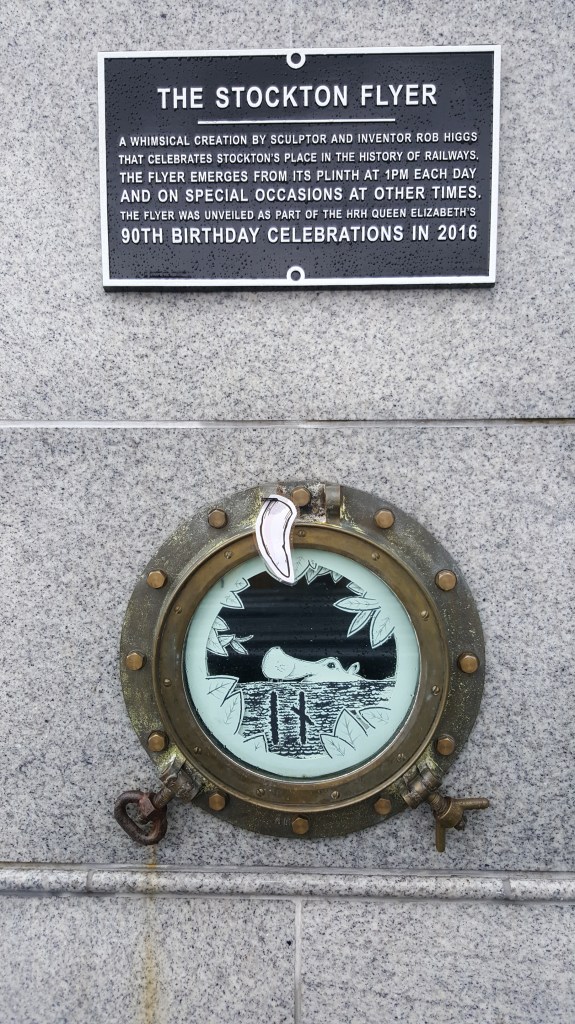 THE STOCKTON FLYER
A WHIMSICAL CREATION BY SCULPTOR AND INVENTOR ROB HIGGS
THAT CELEBRATES STOCKTON'S PLACE IN THE HISTORY OF RAILWAYS.
THE FLYER EMERGES FROM ITS PLINTH AT 1PM EACH DAY
AND ON SPECIAL OCCASIONS AT OTHER TIMES.
THE FLYER WAS UNVEILED AS PART OF THE HRH QUEEN ELIZABETH'S
90TH BIRTHDAY CELEBRATIONS IN 2016